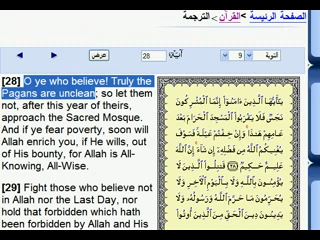 الصفحة الرئيسة > القرآن > الترجمة
التوبة
9
آية
28
عرض
[28] O ye who believe! Truly the
Pagans are unclean; so let them
not, after this year of theirs,
approach the Sacred Mosque.
And if ye fear poverty, soon will
Allah enrich you, if He wills, out
of His bounty, for Allah is All-
Knowing, All-Wise.
[29] Fight those who believe not
in Allah nor the Last Day, nor
hold that forbidden which hath
been forbidden by Allah and His
يَٰٓأَيُّهَا ٱلَّذِينَ ءَامَنُوٓا۟ إِنَّمَا ٱلْمُشْرِكُونَ
نَجَسٌ فَلَا يَقْرَبُوا۟ ٱلْمَسْجِدَ ٱلْحَرَامَ بَعْدَ
عَامِهِمْ هَٰذَا وَإِنْ خِفْتُمْ عَيْلَةً فَسَوْفَ
يُغْنِيكُمُ ٱللَّهُ مِن فَضْلِهِۦٓ إِن شَآءَ إِنَّ ٱللَّهَ
عَلِيمٌ حَكِيمٌ ٢٨ قَٰتِلُوا۟ ٱلَّذِينَ لَا
يُؤْمِنُونَ بِٱللَّهِ وَلَا بِٱلْيَوْمِ ٱلْءَاخِرِ وَلَا
يُحَرِّمُونَ مَا حَرَّمَ ٱللَّهُ وَرَسُولُهُۥ وَلَا
يَدِينُونَ دِينَ ٱلْحَقِّ مِنَ ٱلَّذِينَ أُوتُوا۟